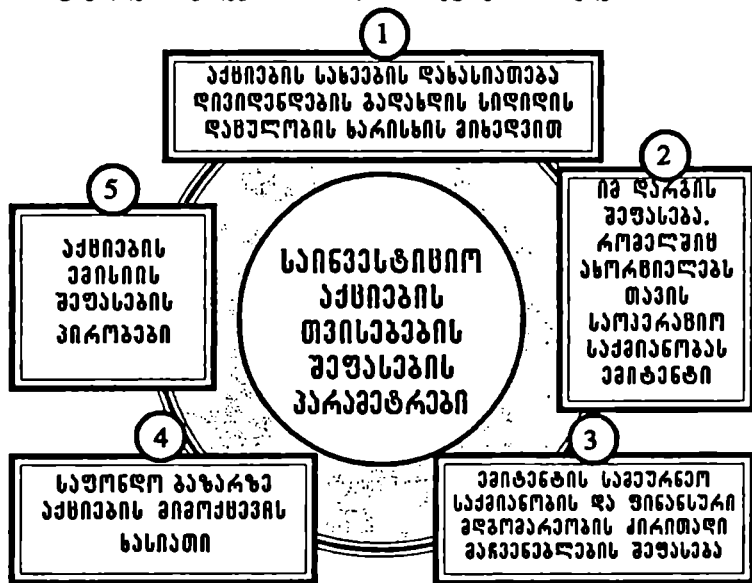 1
აქციების სახეების დახასიათება
დივიდენდების გადახდის სიდიდის
დაცულობის ხარისხის მიხედვით
2
იმ დარგის
შეფასება.
რომელშიც
ახორციელებს
თავის
საოპერაციო
საქმიანობას
ემიტენტი
5
აქციების
ემისიის
შეფასების
პირობები
საინვესტიციო
აქციების
თვისებების
შეფასების
პარამეტრები
4
საფონდო ბაზარზე
აქციების მიმოქცევის
ხასიათი
3
ემიტენტის სამეურნეო
საქმიანობის და ფინანსური
მდგომარეობის ძირითადი
მაჩვენებლების შეფასება